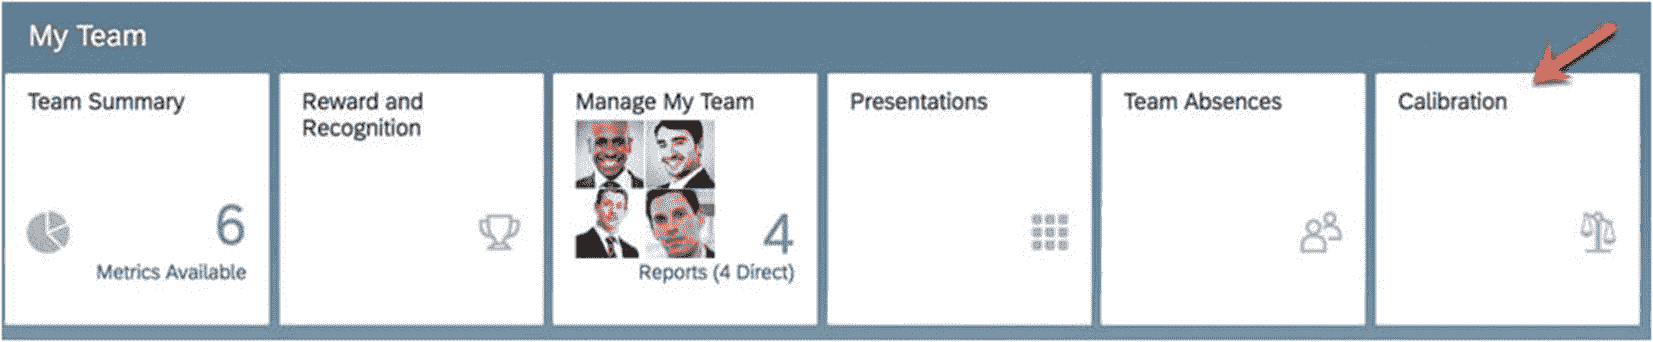 My Team
Team Summary
6
Metrics Available
Reward and
Recognition
Manage My Team
4
Reports (4 Direct)
Presentations
Team Absences
Calibration